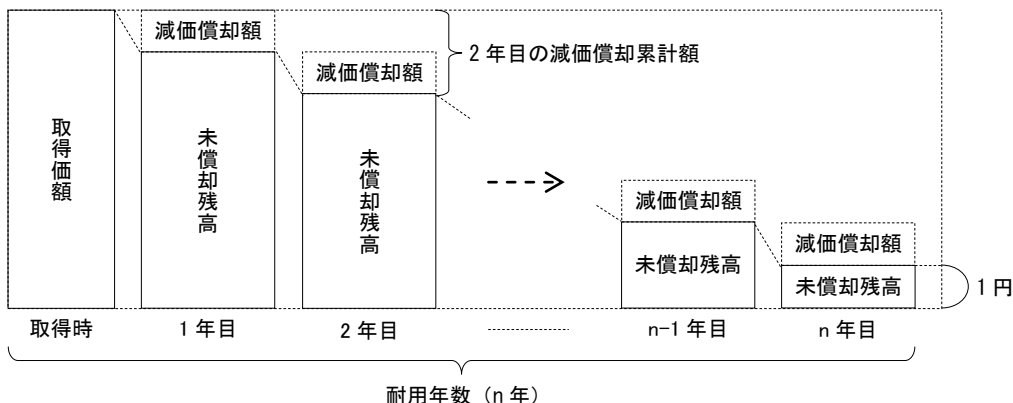 減価償却額
2年目の減価償却累計額
減価償却額
取得価額
未償却残高
未償却残高
減価償却額
未償却残高
減価償却額
未償却残高
1円
取得時
1年目
2年目
n-1年目
n年目
耐用年数（n年）